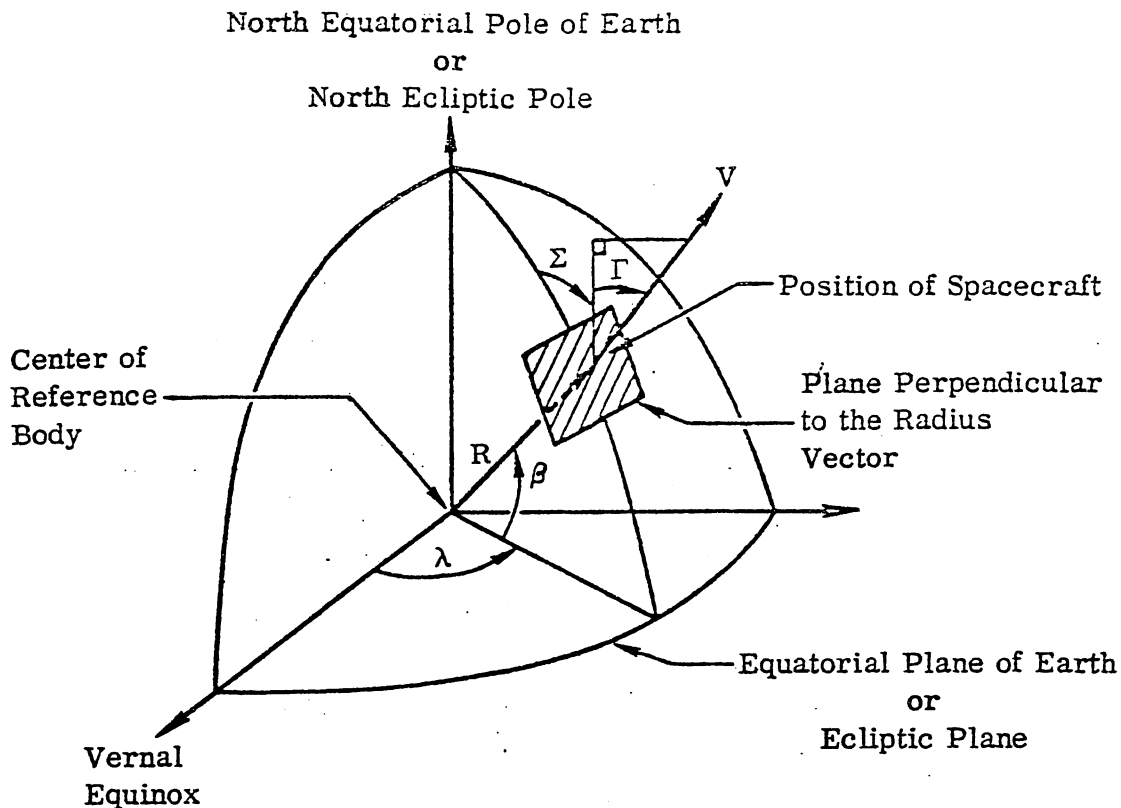 North Equatorial Pole of Earth
or
North Ecliptic Pole
V
Σ
Γ
Position of Spacecraft
Center of
Reference
Body
Plane Perpendicular
to the Radius
Vector
R
β
λ
Equatorial Plane of Earth
or
Ecliptic Plane
Vernal
Equinox